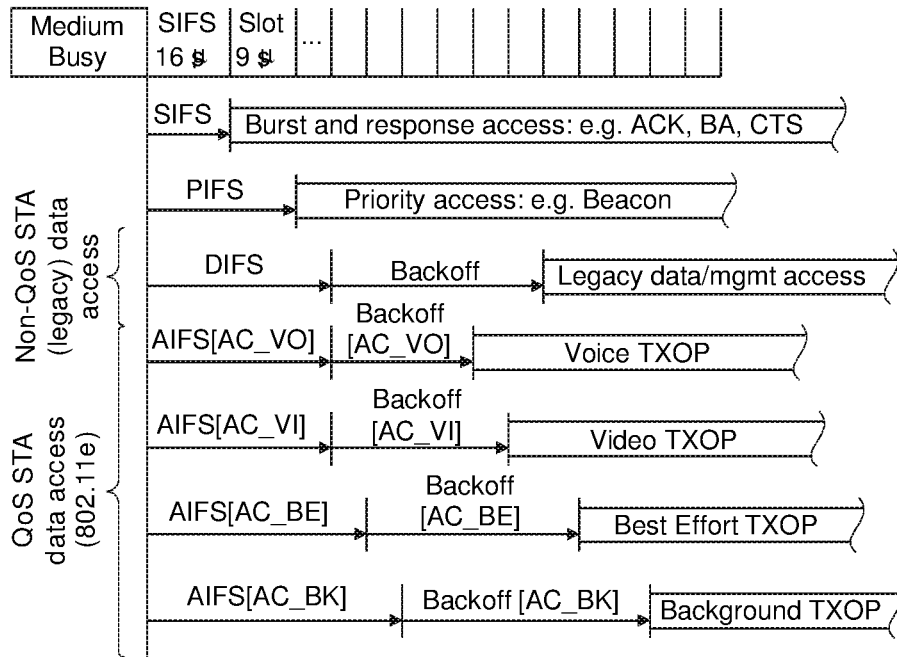 Medium
Busy
SIFS
16 s
Slot
9 s
...
SIFS
Burst and response access: e.g. ACK, BA, CTS
PIFS
Priority access: e.g. Beacon
Non-QoS STA
(legacy) data
access
DIFS
Backoff
Legacy data/mgmt access
AIFS[AC_VO]
Backoff
[AC_VO]
Voice TXOP
QoS STA
data access
(802.11e)
AIFS[AC_VI]
Backoff
[AC_VI]
Video TXOP
AIFS[AC_BE]
Backoff
[AC_BE]
Best Effort TXOP
AIFS[AC_BK]
Backoff [AC_BK]
Background TXOP